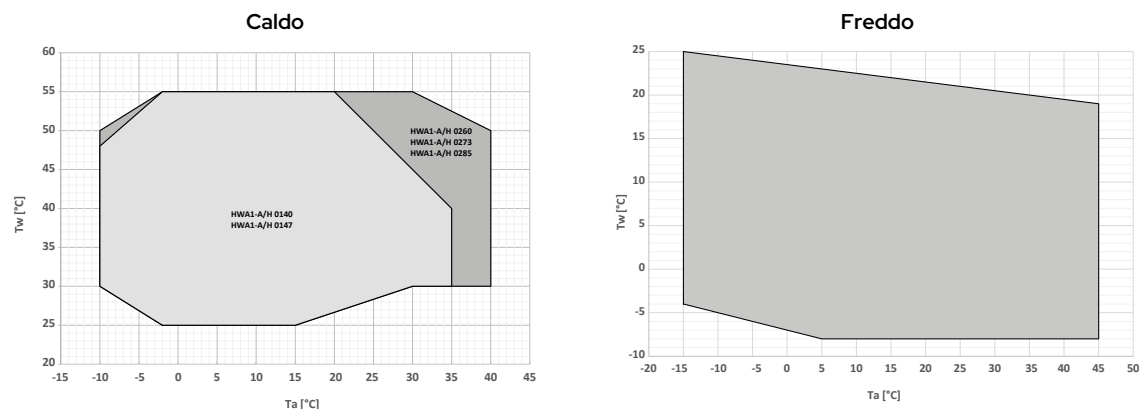 Caldo
60
55
50
45
40
35
30
25
20
Tw [°C]
HWA1-A/H 0260
HWA1-A/H 0273
HWA1-A/H 0285
HWA1-A/H 0140
HWA1-A/H 0147
-15 -10 -5 0 5 10 15 20 25 30 35 40 45
Ta [°C]
Freddo
25
20
15
10
5
0
-5
-10
Tw [°C]
-20 -15 -10 -5 0 5 10 15 20 25 30 35 40 45 50
Ta [°C]